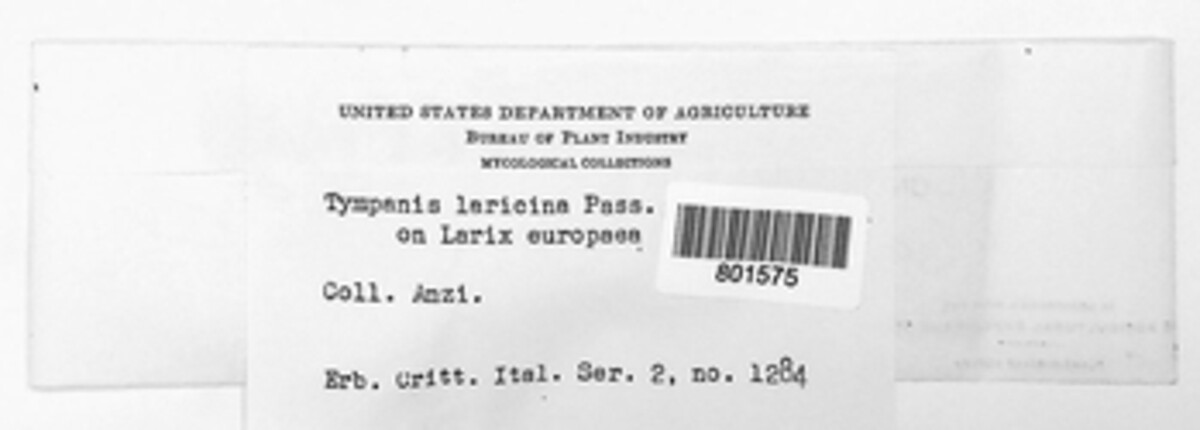 UNITED STATES DEPARTMENT OF AGRICULTURE
BUREAU OF PLANT INDUSTRY
MYCOLOGICAL COLLECTIONS
Tympanis laricina Pass.
on Larix europaea
801575
Coll. Anzi.
Erb. Critt. Ital. Ser. 2, no. 1284